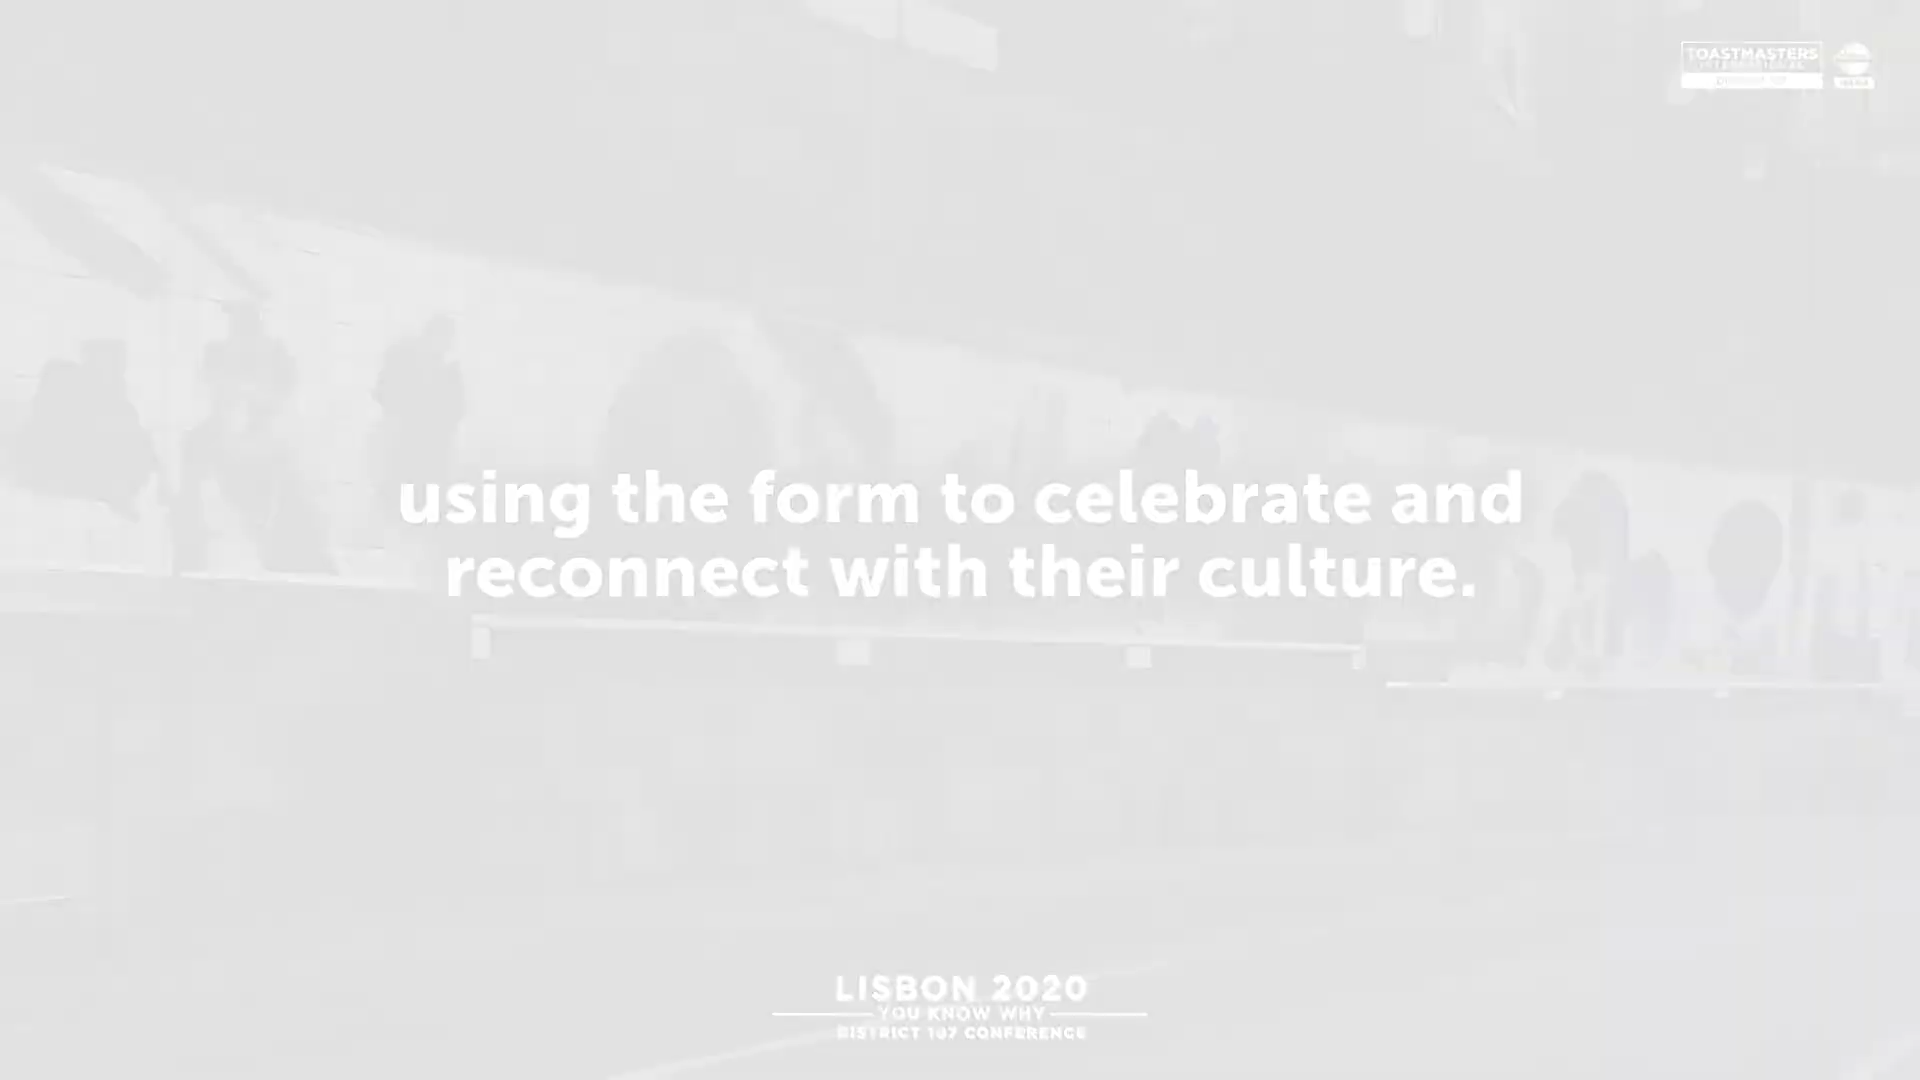 TOASTMASTERS
INTERNATIONAL
using the form to celebrate and
reconnect with their culture.
LISBON 2020
YOU KNOW WHY
DISTRICT 107 CONFERENCE